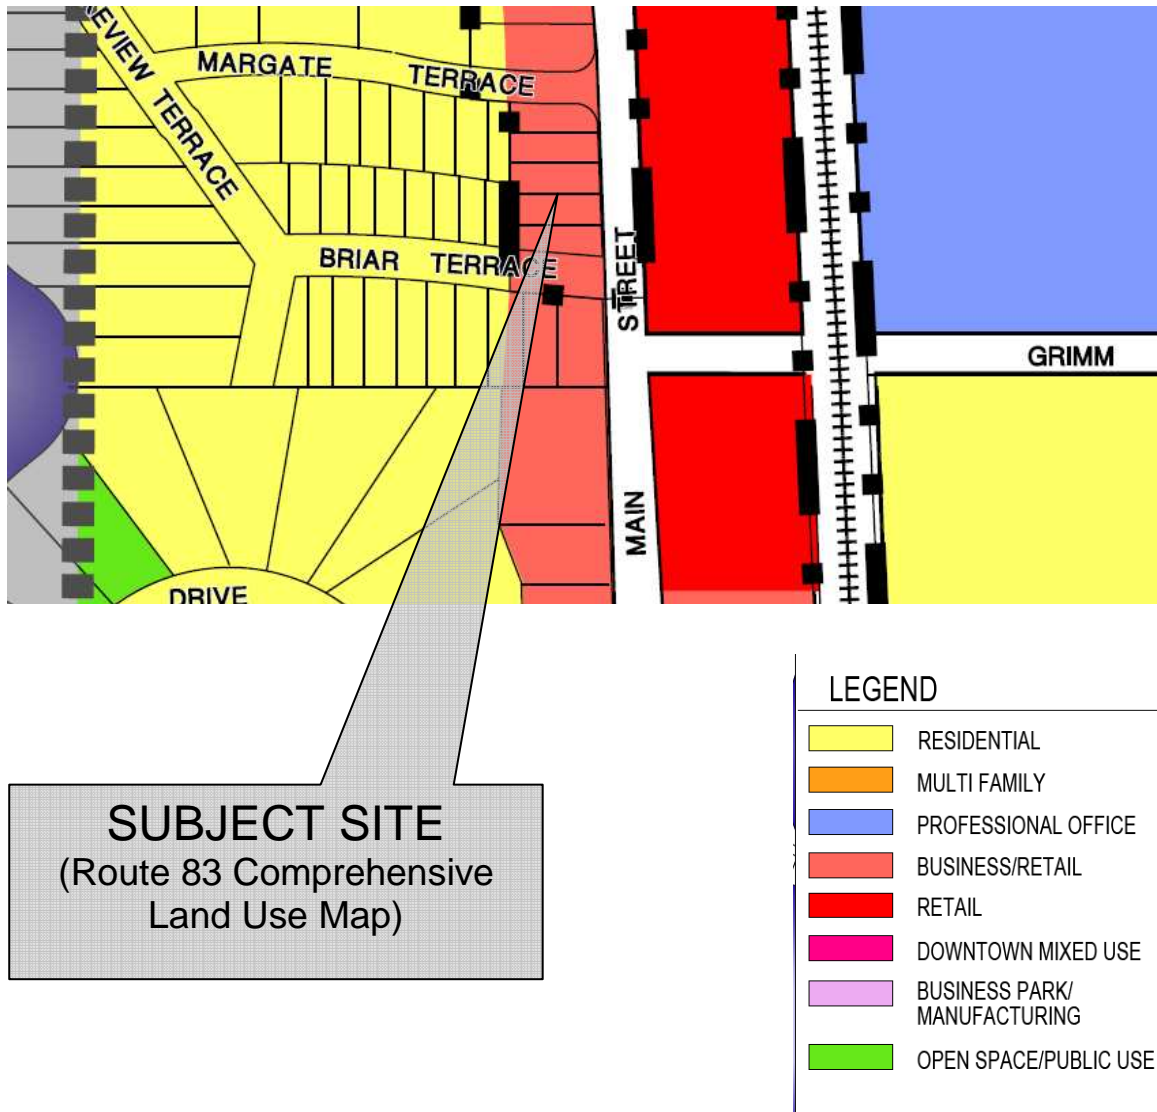 EVIEW TERRACE
MARGATE TERRACE
BRIAR TERRACE
STREET
MAIN
GRIMM
DRIVE
SUBJECT SITE
(Route 83 Comprehensive
Land Use Map)
LEGEND
RESIDENTIAL
MULTI FAMILY
PROFESSIONAL OFFICE
BUSINESS/RETAIL
RETAIL
DOWNTOWN MIXED USE
BUSINESS PARK/
MANUFACTURING
OPEN SPACE/PUBLIC USE